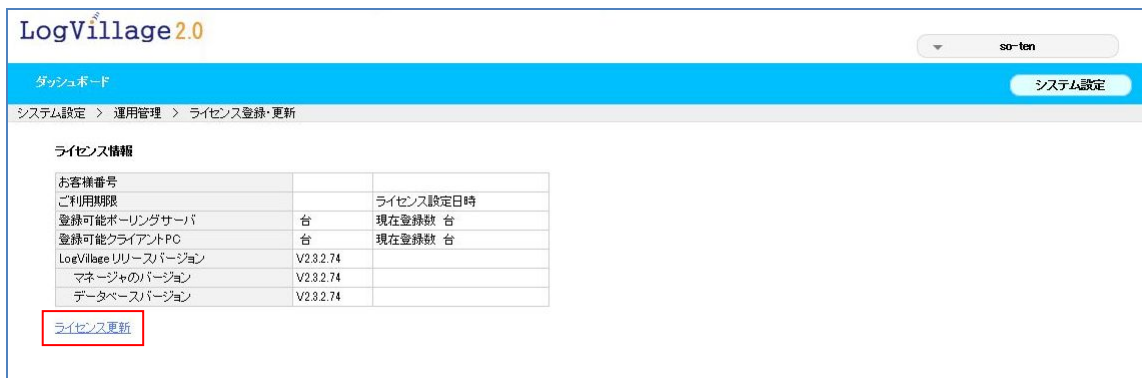 LogVillage 2.0
so-ten
ダッシュボード
システム設定
システム設定 > 運用管理 > ライセンス登録・更新
ライセンス情報
お客様番号
ご利用期限 ライセンス設定日時
登録可能ポーリングサーバ 台 現在登録数 台
登録可能クライアントPC 台 現在登録数 台
LogVillage リリースバージョン V2.3.2.74
マネージャのバージョン V2.3.2.74
データベースバージョン V2.3.2.74
ライセンス更新